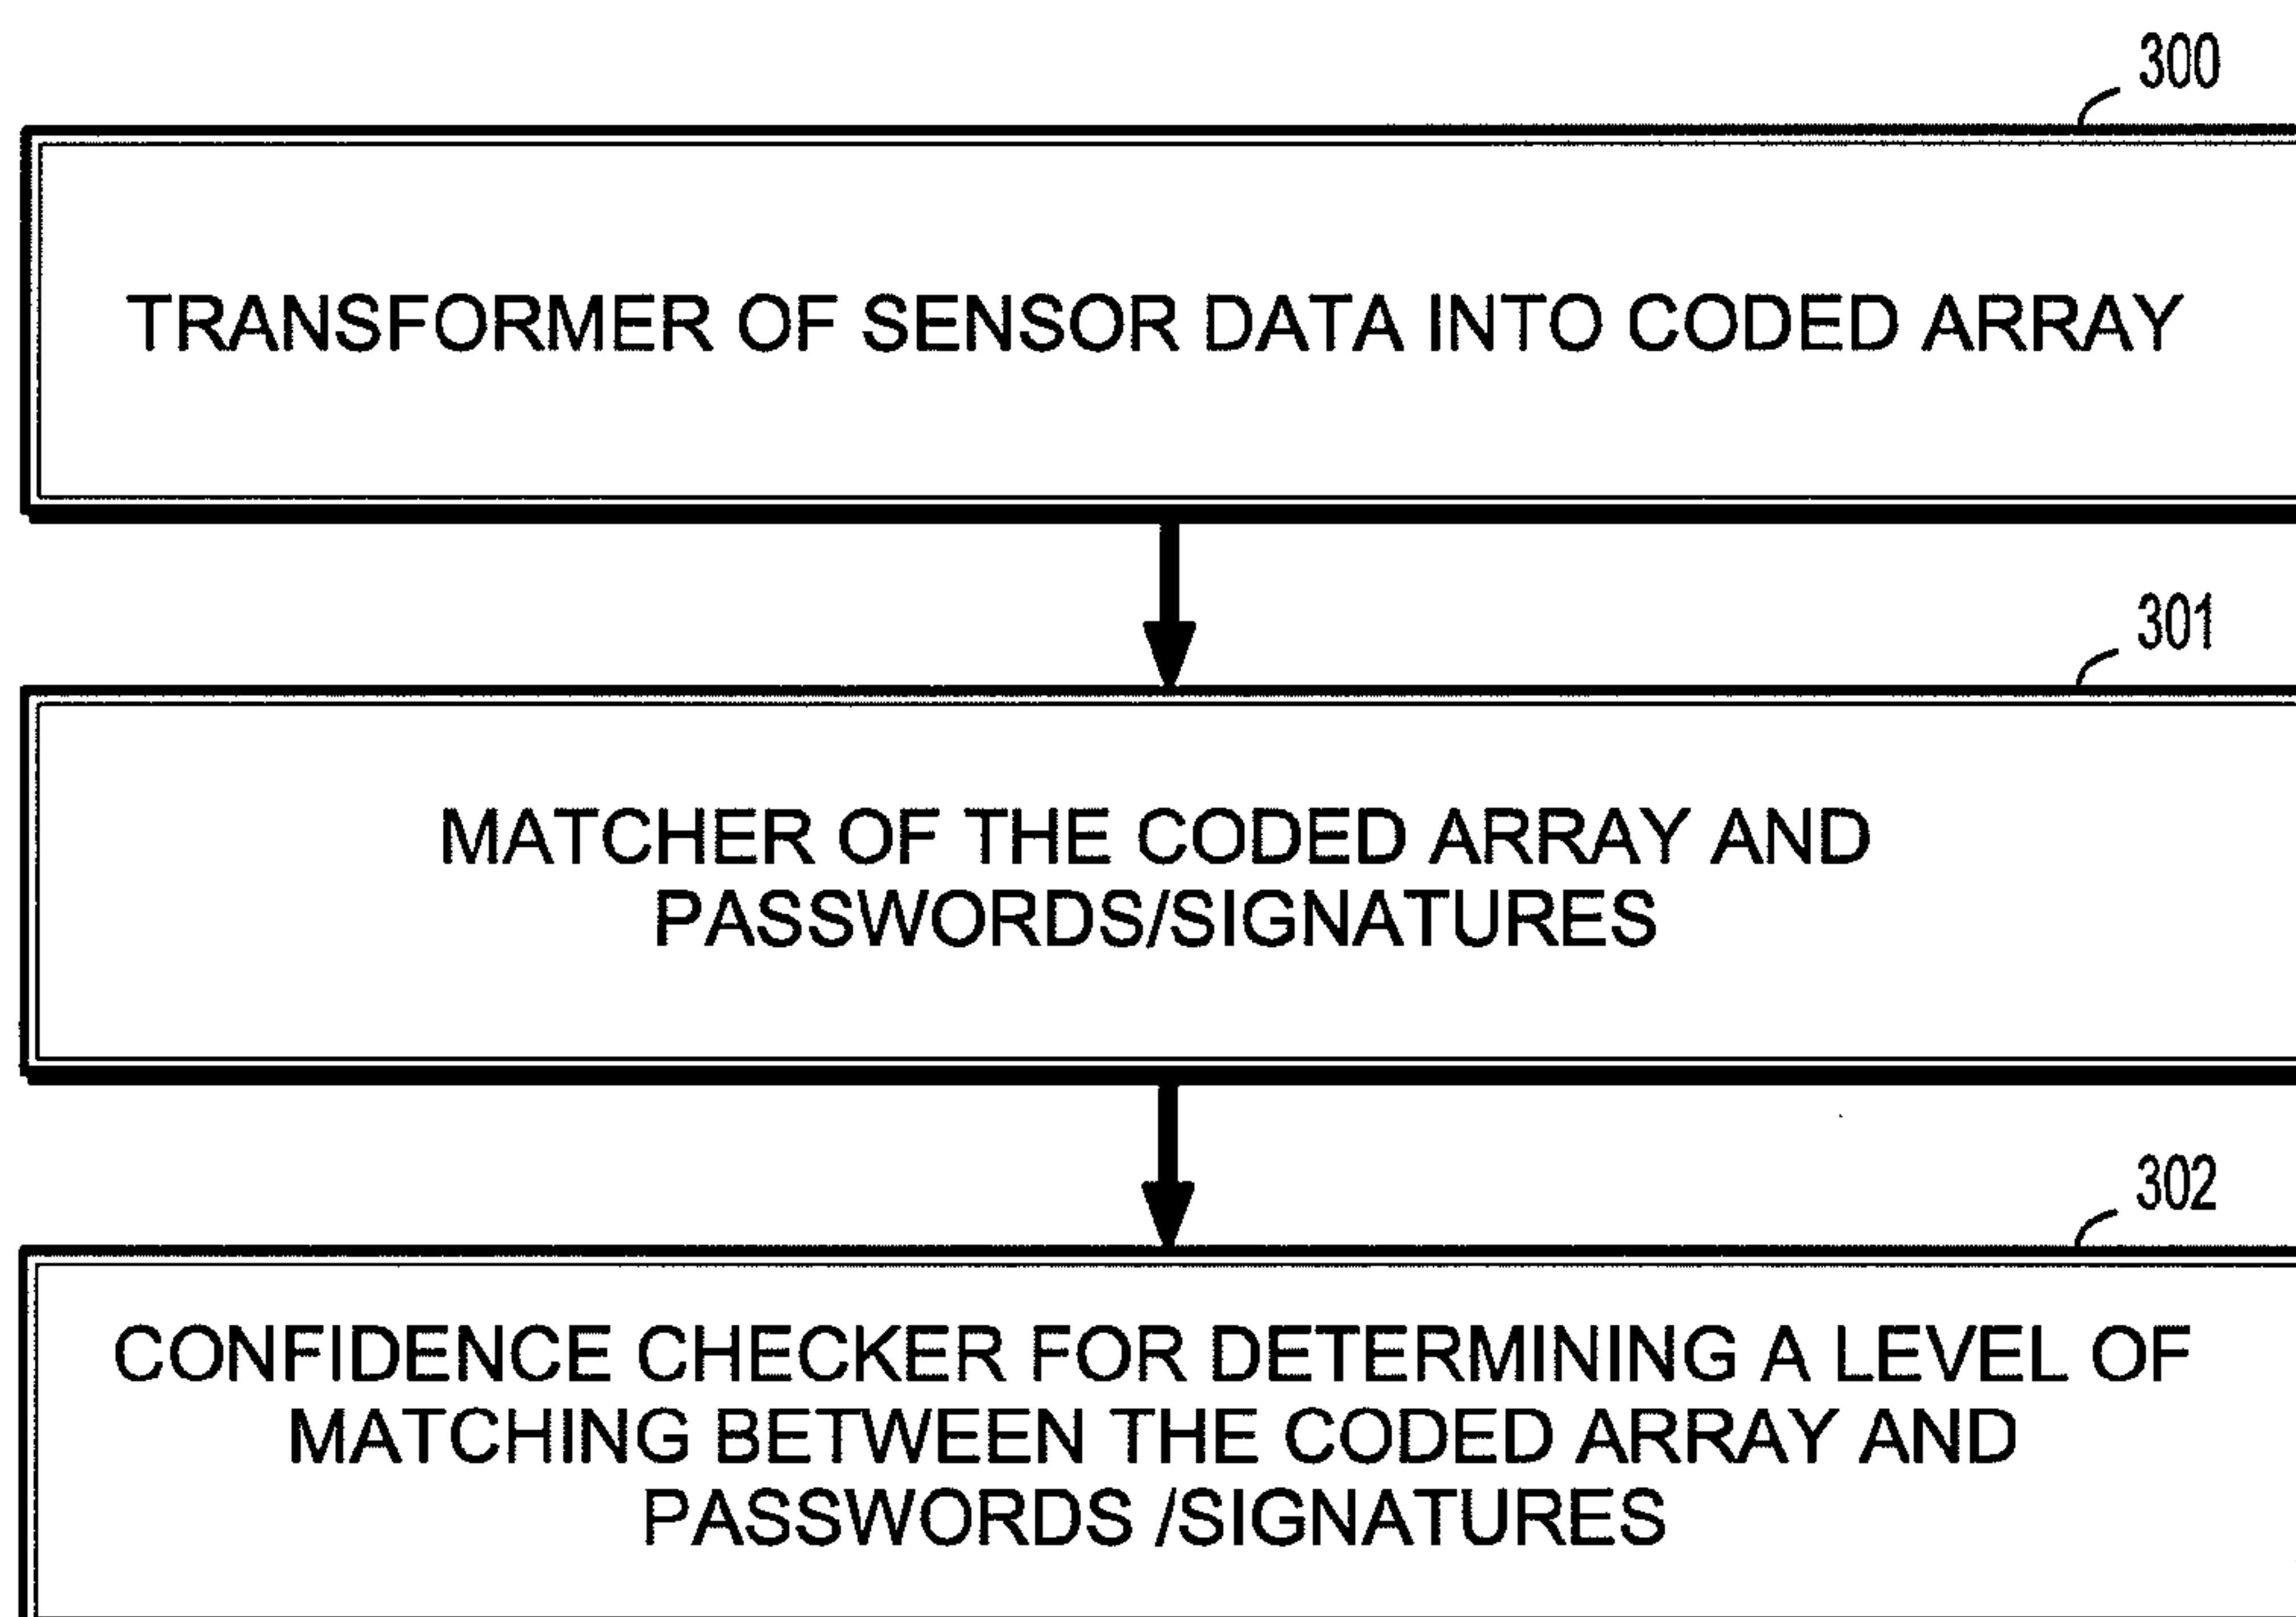 300
TRANSFORMER OF SENSOR DATA INTO CODED ARRAY
301
MATCHER OF THE CODED ARRAY AND
PASSWORDS/SIGNATURES
302
CONFIDENCE CHECKER FOR DETERMINING A LEVEL OF
MATCHING BETWEEN THE CODED ARRAY AND
PASSWORDS /SIGNATURES